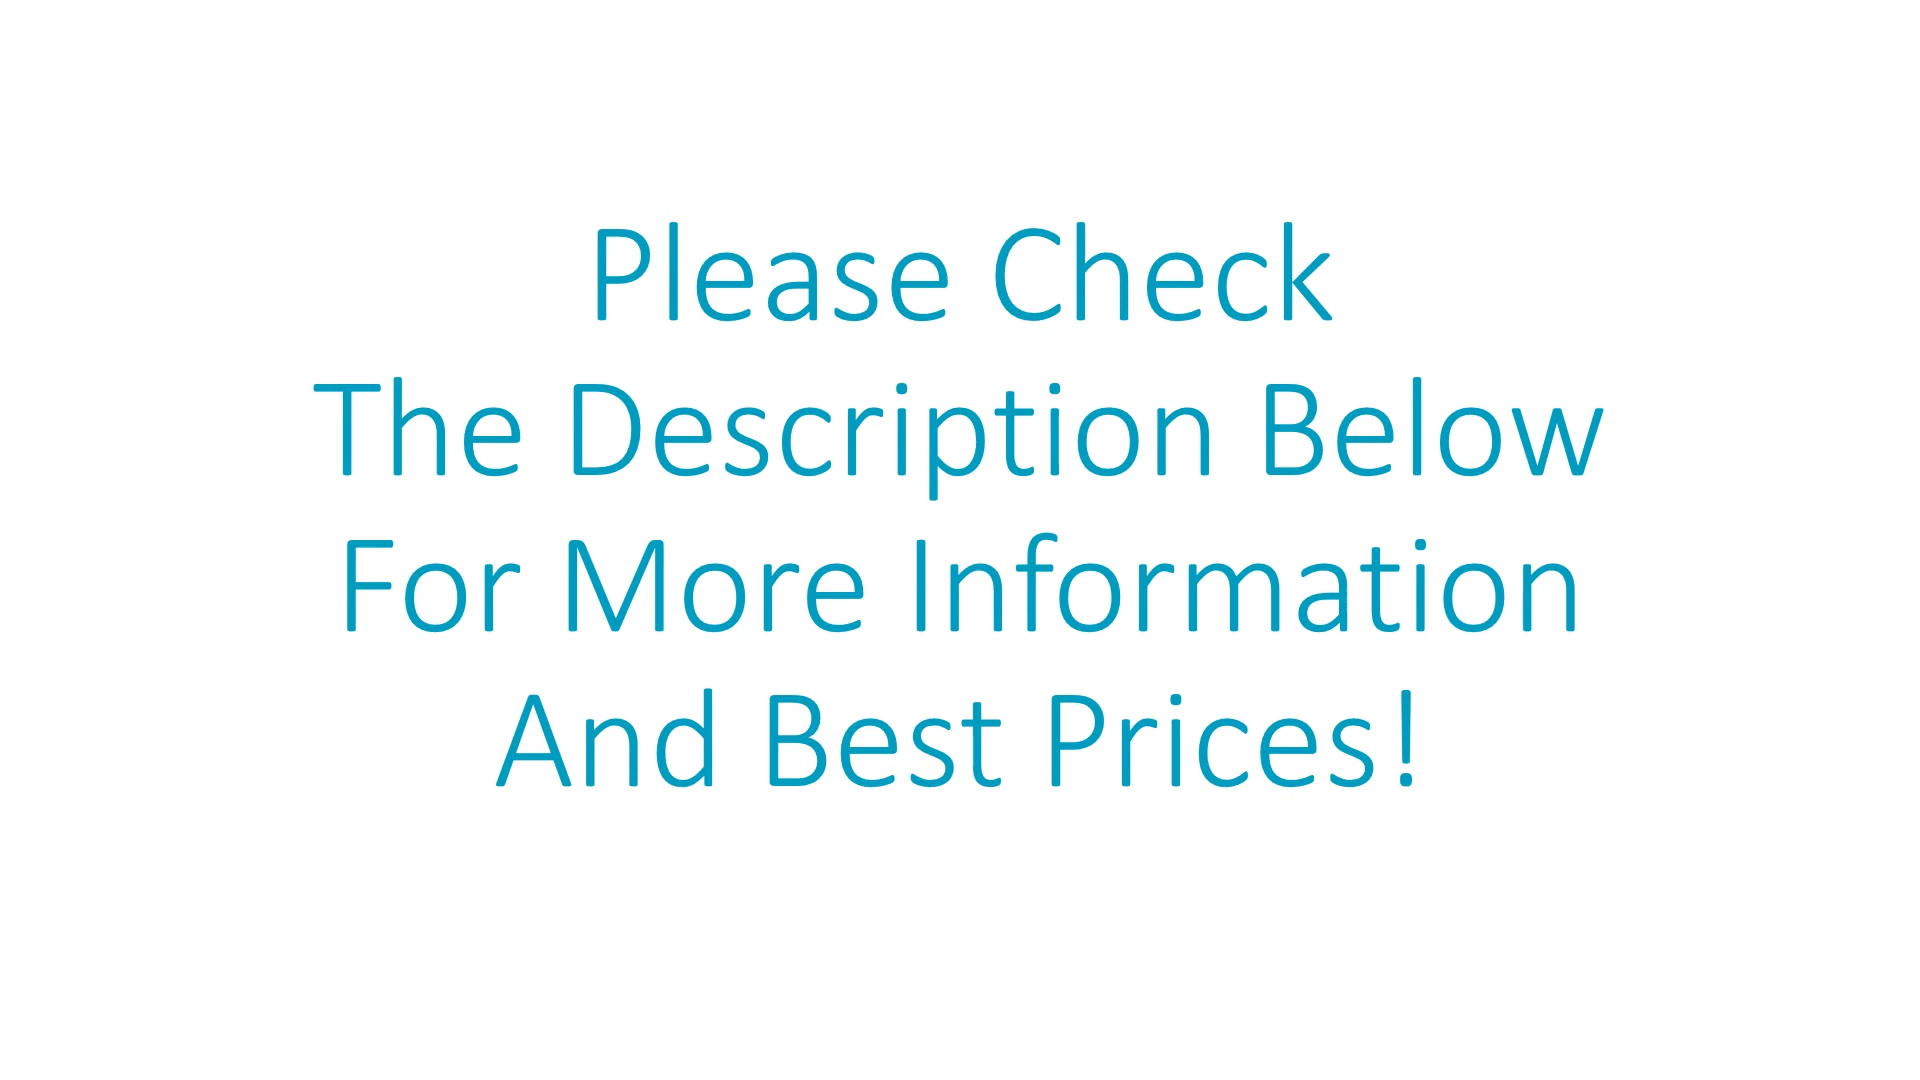 Please Check
The Description Below
For More Information
And Best Prices!